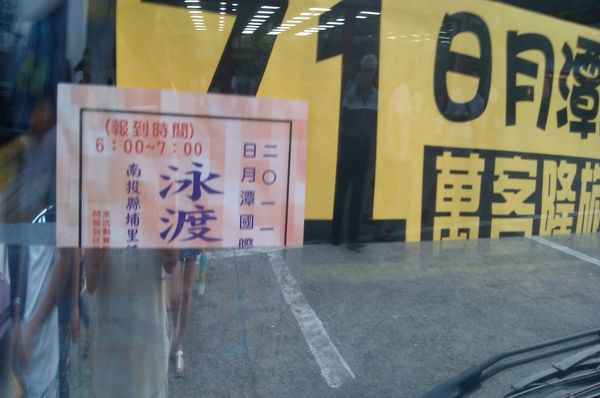 71
日月潭
萬客隆旅
(報到時間)
6:00~7:00
二〇一一
日月潭國際
泳渡
南投縣埔里